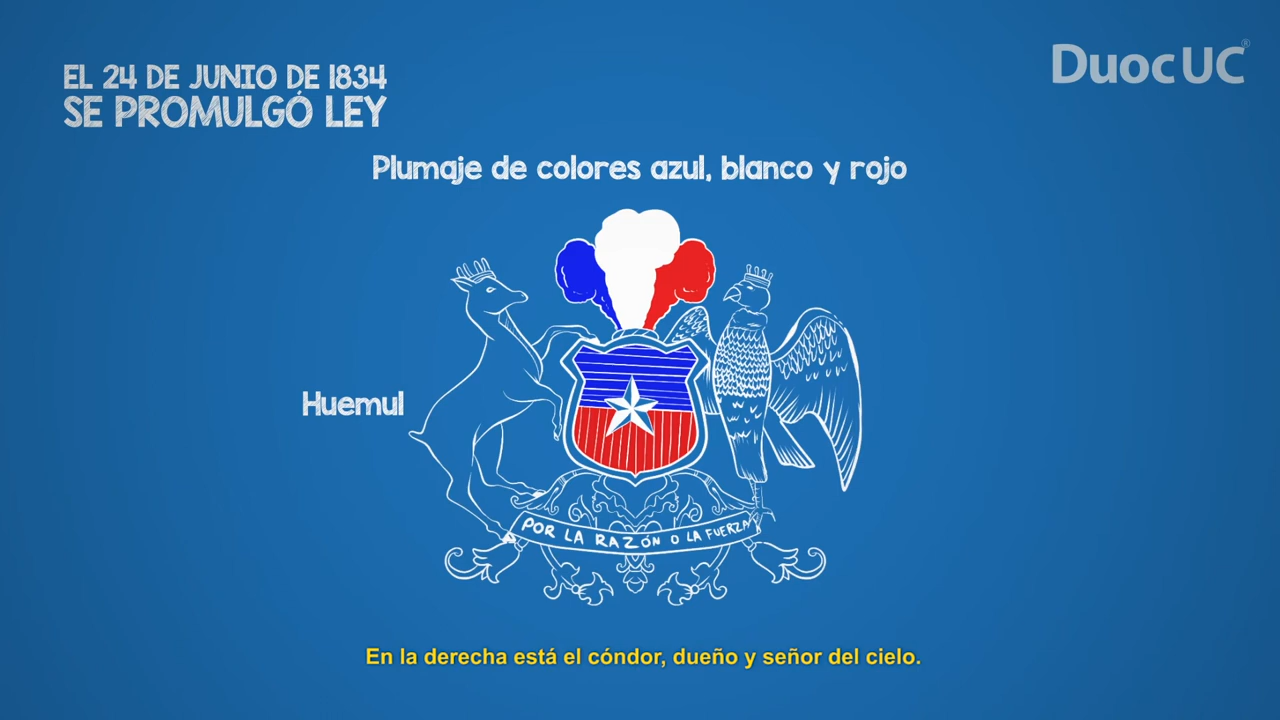 EL 24 DE JUNIO DE 1834
SE PROMULGÓ LEY
DuocUC®
Plumaje de colores azul, blanco y rojo
Huemul
POR LA RAZÓN O LA FUERZA
En la derecha está el cóndor, dueño y señor del cielo.